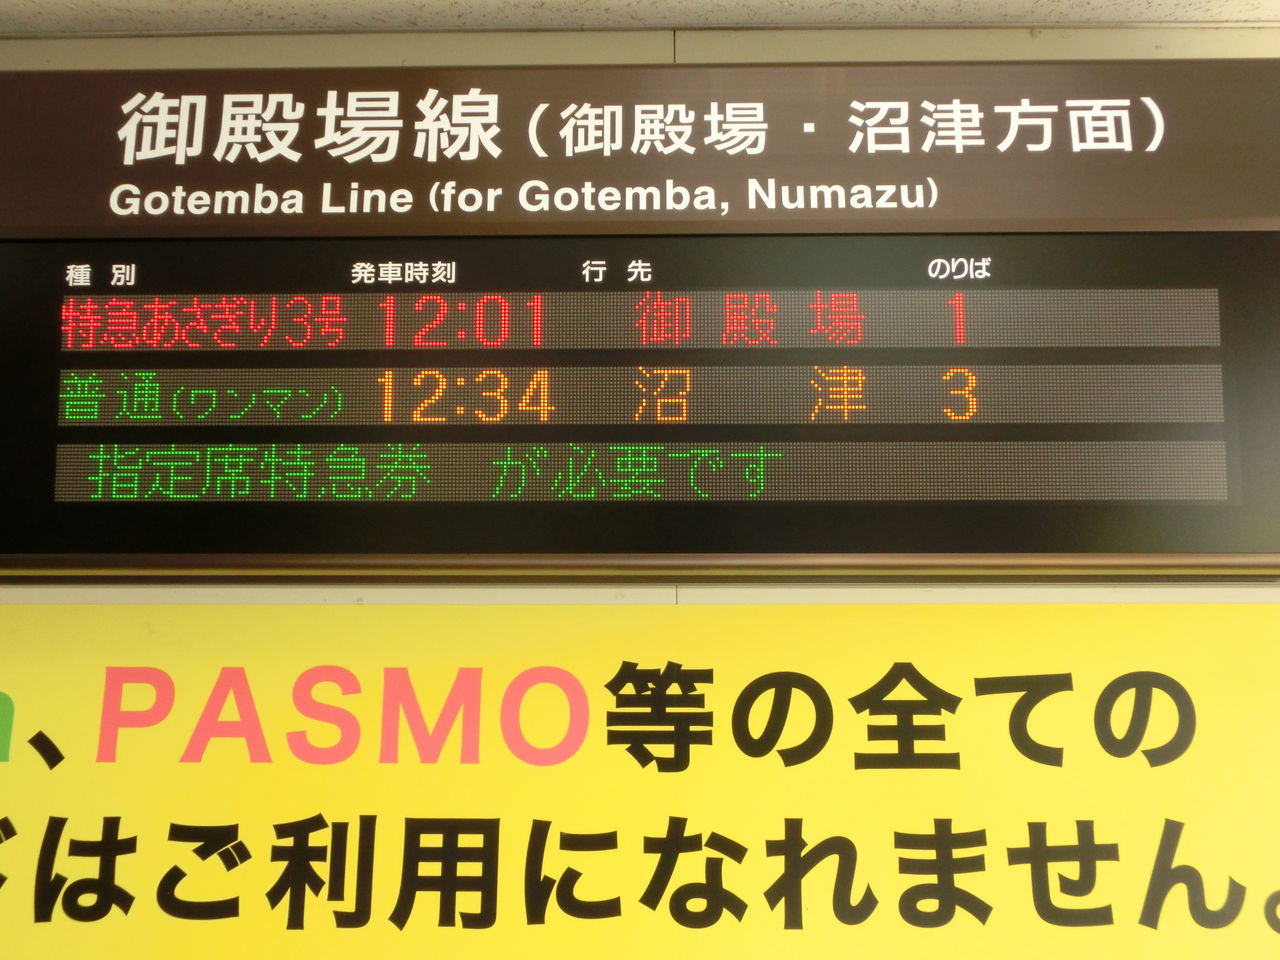 御殿場線（御殿場・沼津方面）
Gotemba Line (for Gotemba, Numazu)
種別 発車時刻 行先 のりば
特急あさぎり3号 12:01 御殿場 1
普通(ワンマン) 12:34 沼津 3
指定席特急券 が必要です
、PASMO等の全ての
はご利用になれません。